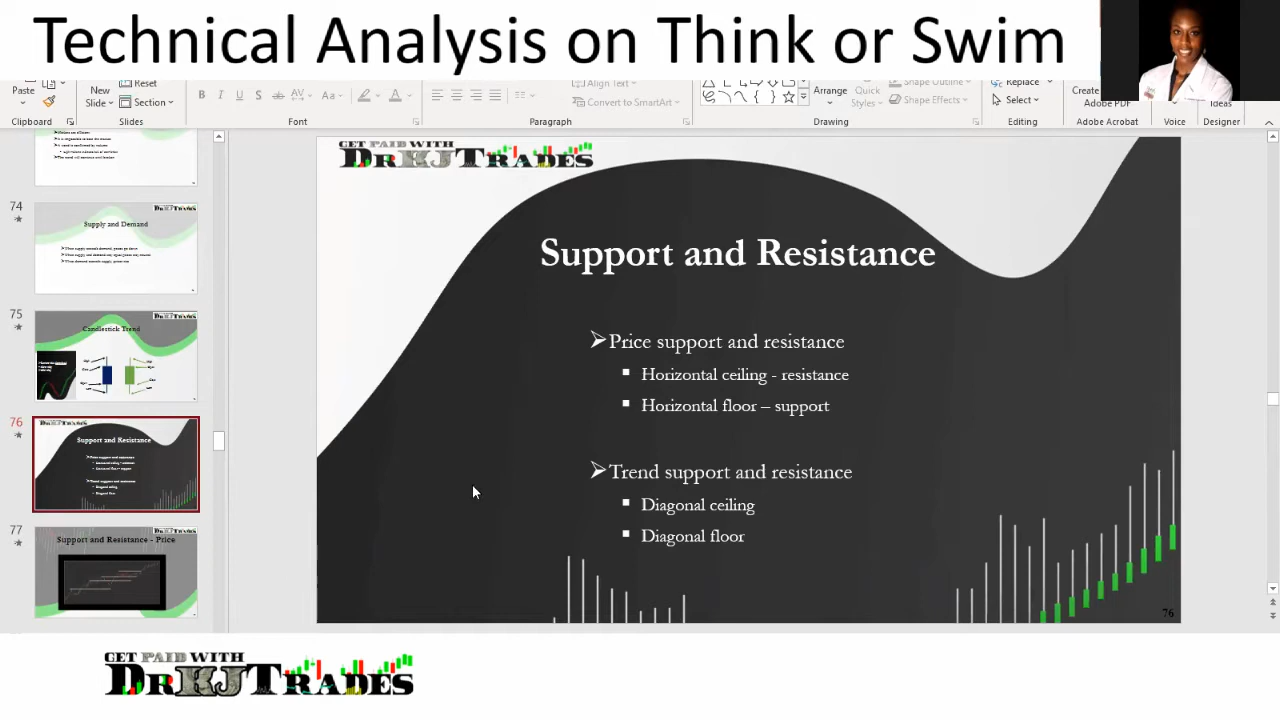 Technical Analysis on Think or Swim
Paste
New
Slide
Reset
Section
Align Text
Convert to SmartArt
Arrange
Quick
Styles
Shape Outline
Shape Effects
Replace
Select
Create
Adobe PDF
Ideas
Clipboard
Slides
Font
Paragraph
Drawing
Editing
Adobe Acrobat
Voice
Designer
74
Supply and Demand
75
Candlestick Trend
76
Support and Resistance
77
Support and Resistance - Price
GET PAID WITH
DRKJTRADES
Support and Resistance
Price support and resistance
Horizontal ceiling - resistance
Horizontal floor – support
Trend support and resistance
Diagonal ceiling
Diagonal floor
76
GET PAID WITH
DRKJTRADES